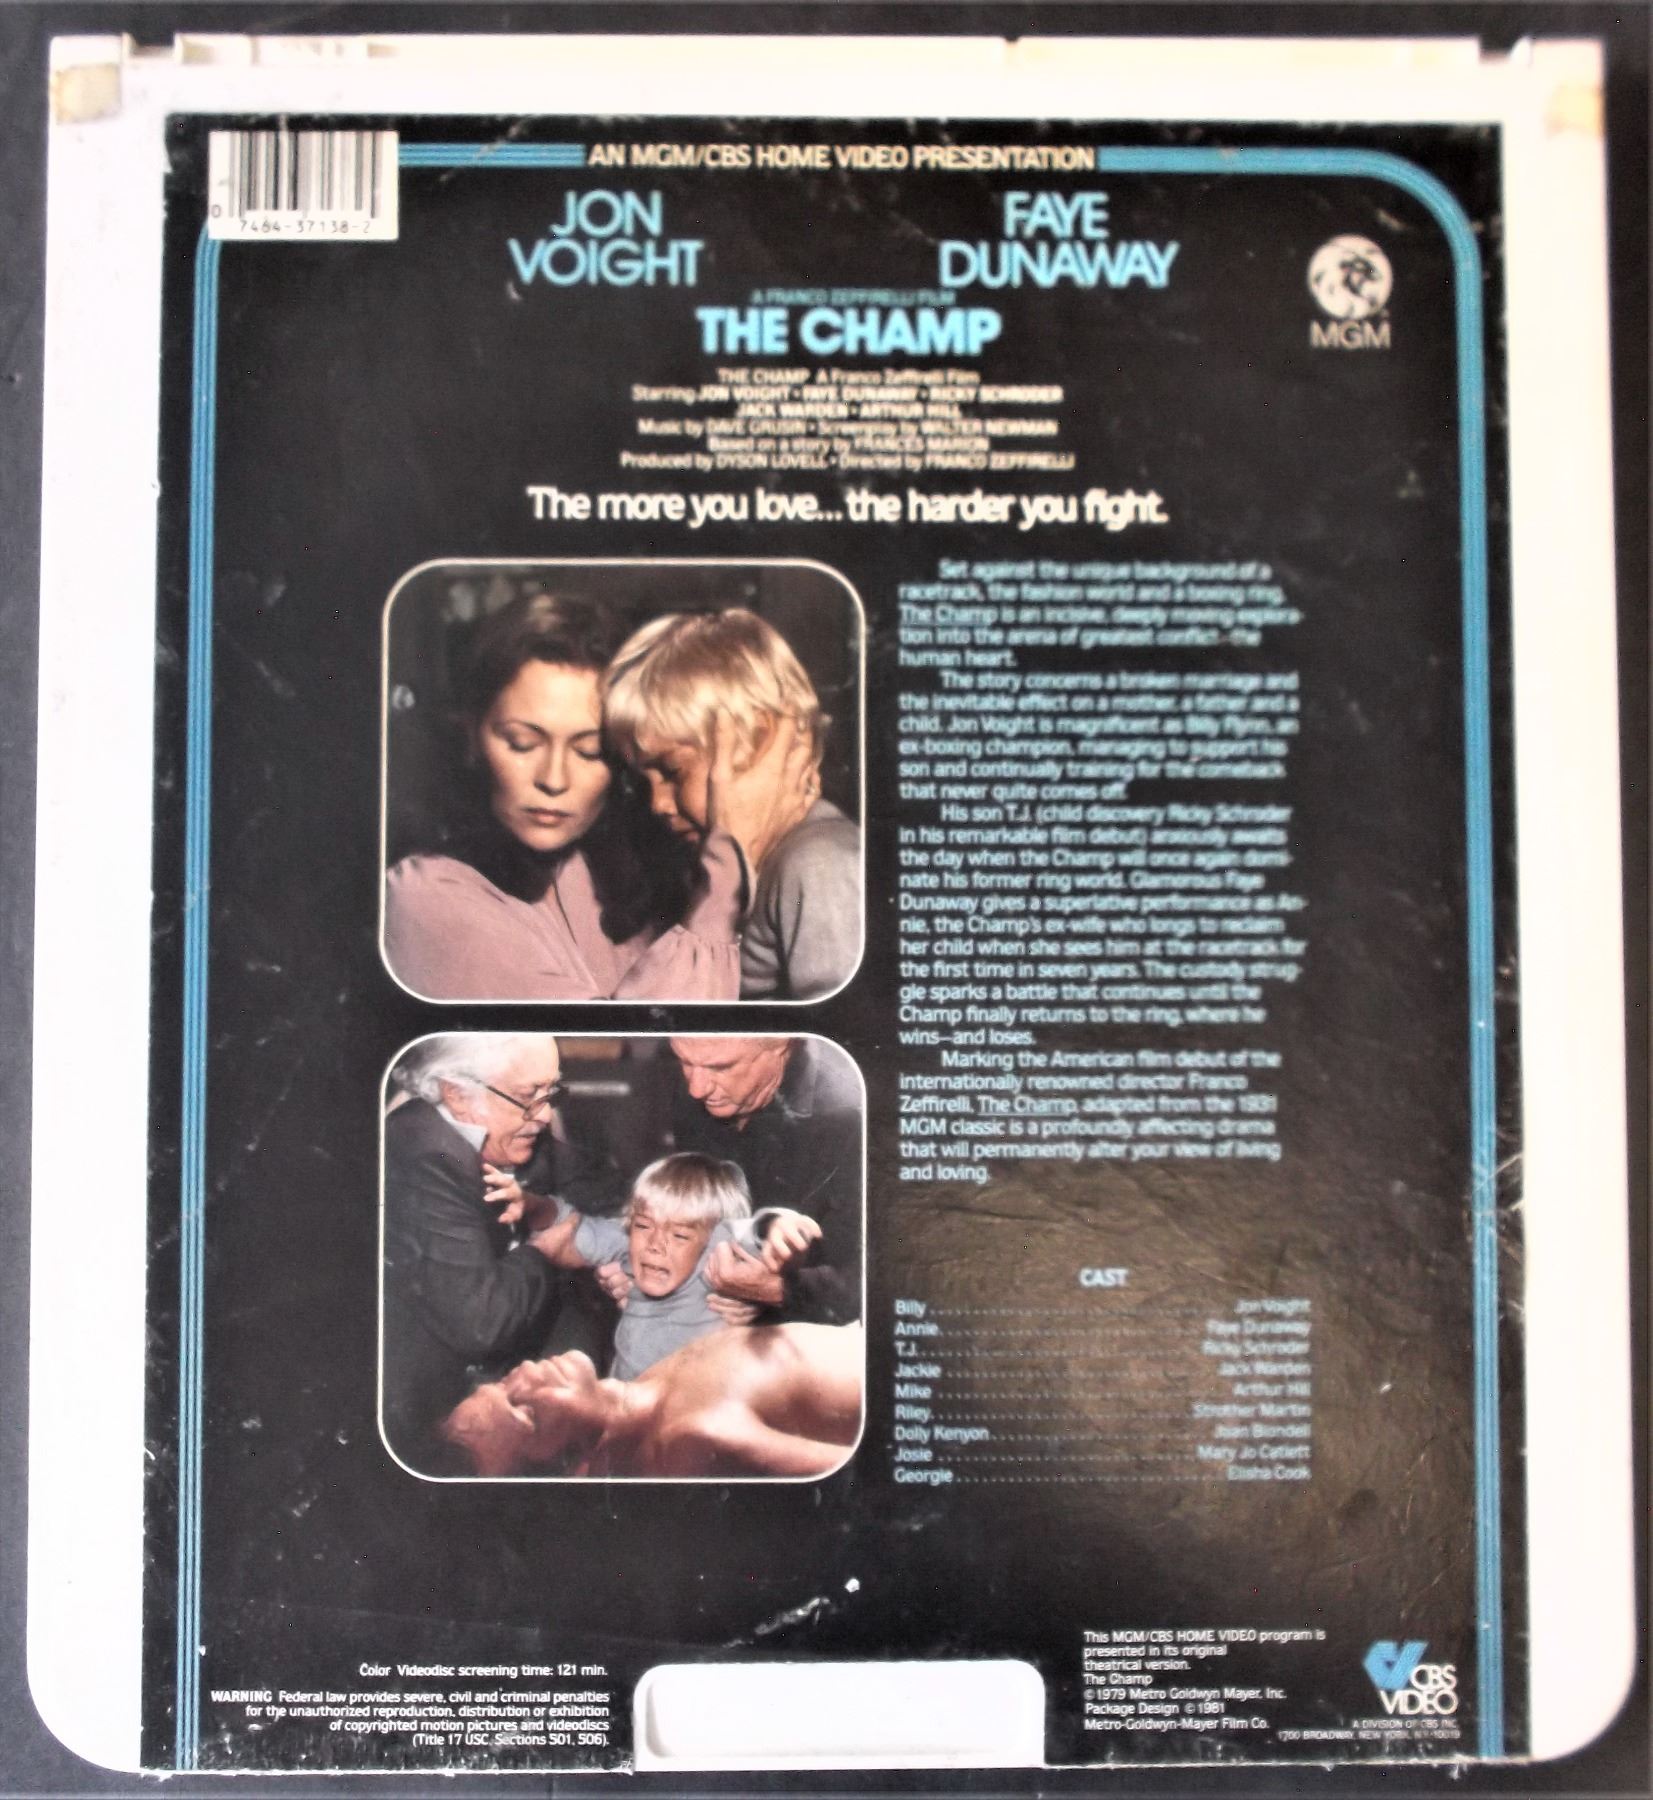 AN MGM/CBS HOME VIDEO PRESENTATION
0 7464-37138-2
JON
VOIGHT
FAYE
DUNAWAY
A FRANCO ZEFFIRELLI FILM
THE CHAMP
MGM
THE CHAMP A Franco Zeffirelli Film
Starring JON VOIGHT • FAYE DUNAWAY • RICKY SCHRODER
JACK WARDEN • ARTHUR HILL
Music by DAVE GRUSIN • Screenplay by WALTER NEWMAN
Based on a story by FRANCES MARION
Produced by DYSON LOVELL • Directed by FRANCO ZEFFIRELLI
The more you love... the harder you fight.
Set against the unique background of a
racetrack, the fashion world and a boxing ring,
The Champ is an incisive, deeply moving explora-
tion into the arena of greatest conflict--the
human heart.
The story concerns a broken marriage and
the inevitable effect on a mother, a father and a
child. Jon Voight is magnificent as Billy Flynn, an
ex-boxing champion, managing to support his
son and continually training for the comeback
that never quite comes off.
His son T.J. (child discovery Ricky Schroder
in his remarkable film debut) anxiously awaits
the day when the Champ will once again domi-
nate his former ring world. Glamorous Faye
Dunaway gives a superlative performance as An-
nie, the Champ's ex-wife who longs to reclaim
her child when she sees him at the racetrack for
the first time in seven years. The custody strug-
gle sparks a battle that continues until the
Champ finally returns to the ring, where he
wins—and loses.
Marking the American film debut of the
internationally renowned director Franco
Zeffirelli, The Champ, adapted from the 1931
MGM classic is a profoundly affecting drama
that will permanently alter your view of living
and loving.
CAST
Billy ........ Jon Voight
Annie ........ Faye Dunaway
T.J. ........ Ricky Schroder
Jackie ........ Jack Warden
Mike ........ Arthur Hill
Riley ........ Strother Martin
Dolly Kenyon ........ Joan Blondell
Josie ........ Mary Jo Catlett
Georgie ........ Elisha Cook
Color Videodisc screening time: 121 min.
WARNING Federal law provides severe, civil and criminal penalties
for the unauthorized reproduction, distribution or exhibition
of copyrighted motion pictures and videodiscs
(Title 17 USC, Sections 501, 506).
This MGM/CBS HOME VIDEO program is
presented in its original
theatrical version.
The Champ
© 1979 Metro Goldwyn Mayer, Inc.
Package Design © 1981
Metro-Goldwyn-Mayer Film Co.
CBS
VIDEO
A DIVISION OF CBS INC.
1700 BROADWAY, NEW YORK, N.Y. 10019